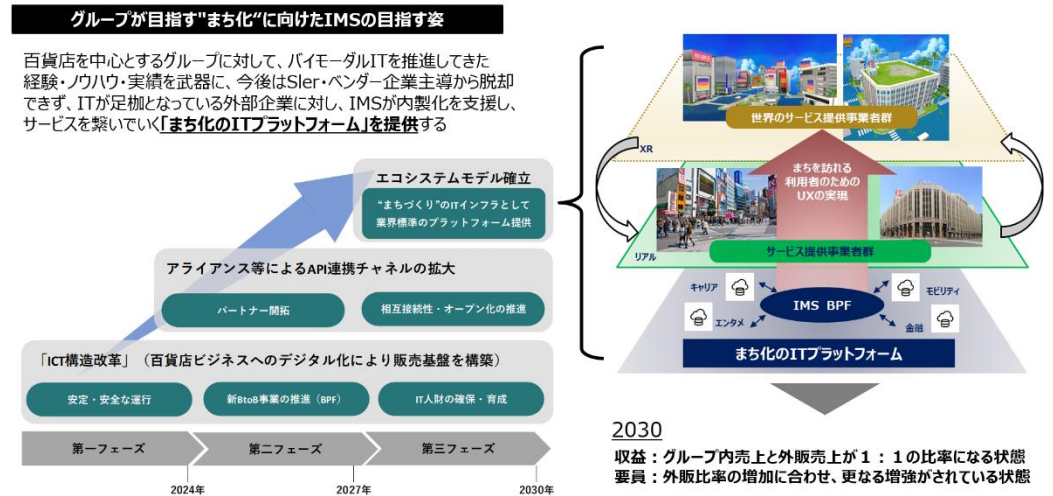 グループが目指す"まち化"に向けたIMSの目指す姿
百貨店を中心とするグループに対して、バイモーダルITを推進してきた
経験・ノウハウ・実績を武器に、今後はSIer・ベンダー企業主導から脱却
できず、ITが足枷となっている外部企業に対し、IMSが内製化を支援し、
サービスを繋いでいく「まち化のITプラットフォーム」を提供する
エコシステムモデル確立
"まちづくり"のITインフラとして
業界標準のプラットフォーム提供
アライアンス等によるAPI連携チャネルの拡大
パートナー開拓
相互接続性・オープン化の推進
「ICT構造改革」（百貨店ビジネスへのデジタル化により販売基盤を構築）
安定・安全な運行
新BtoB事業の推進（BPF）
IT人財の確保・育成
第一フェーズ
第二フェーズ
第三フェーズ
2024年
2027年
2030年
世界のサービス提供事業者群
XR
まちを訪れる
利用者のための
UXの実現
リアル
サービス提供事業者群
キャリア
モビリティ
IMS BPF
エンタメ
金融
まち化のITプラットフォーム
2030
収益：グループ内売上と外販売上が１：１の比率になる状態
要員：外販比率の増加に合わせ、更なる増強がされている状態